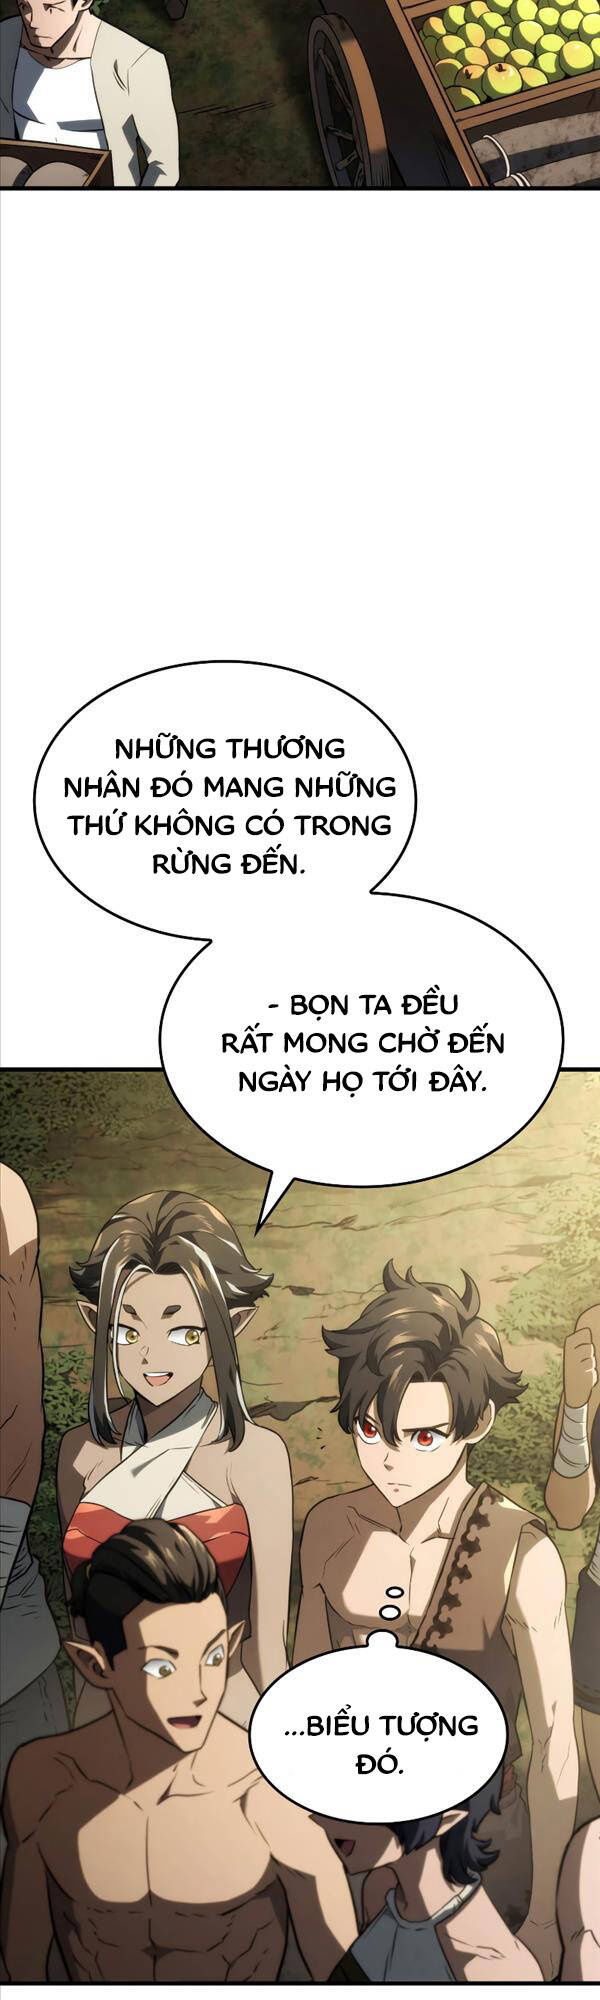 NHỮNG THƯƠNG
NHÂN ĐÓ MANG NHỮNG
THỨ KHÔNG CÓ TRONG
RỪNG ĐẾN.
- BỌN TA ĐỀU
RẤT MONG CHỜ ĐẾN
NGÀY HỌ TỚI ĐÂY.
...BIỂU TƯỢNG
ĐÓ.